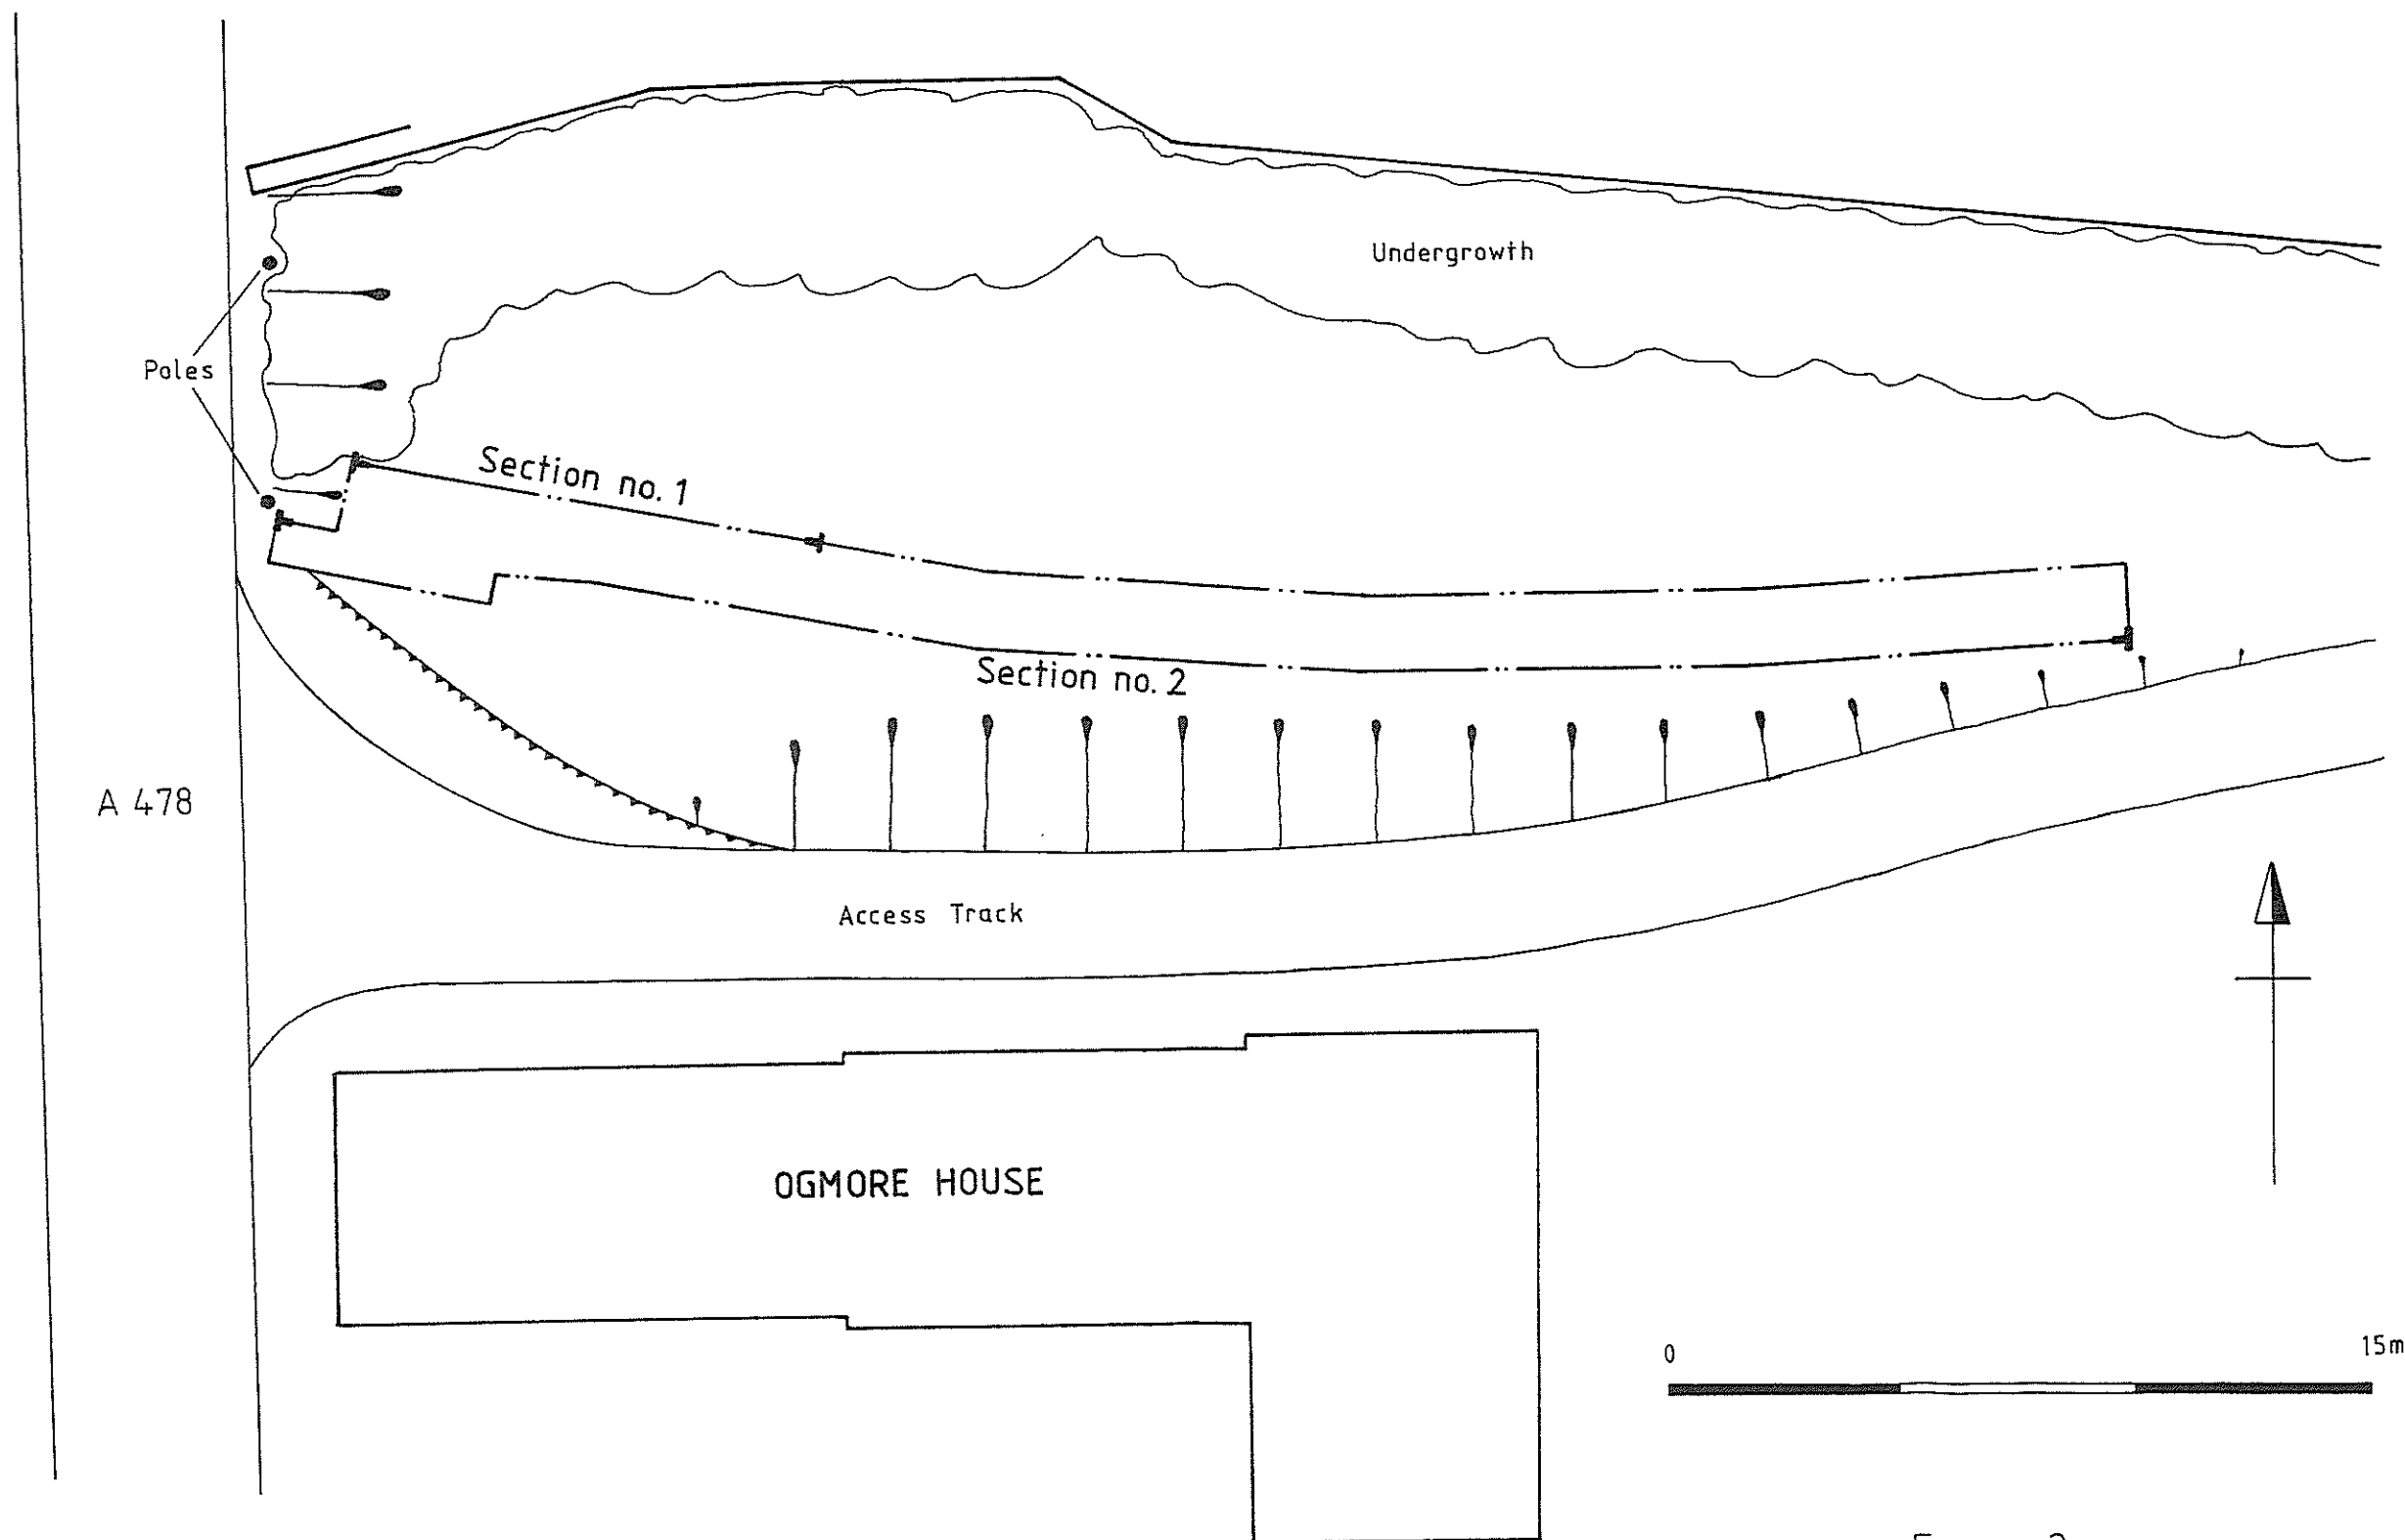 Undergrowth
Poles
Section no. 1
Section no. 2
A 478
Access Track
OGMORE HOUSE
0
15m